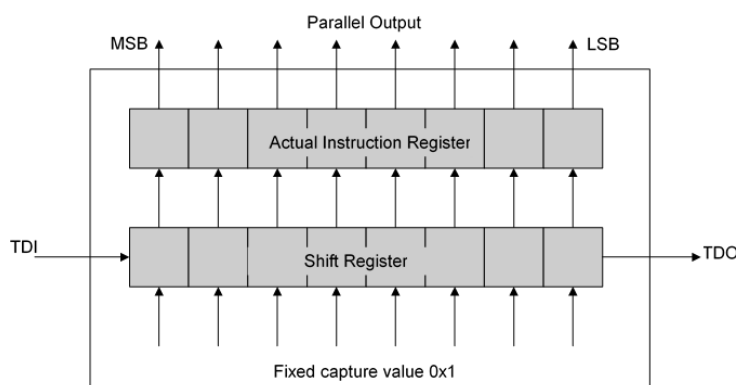 Parallel Output
MSB
LSB
Actual Instruction Register
TDI
Shift Register
TDO
Fixed capture value 0x1